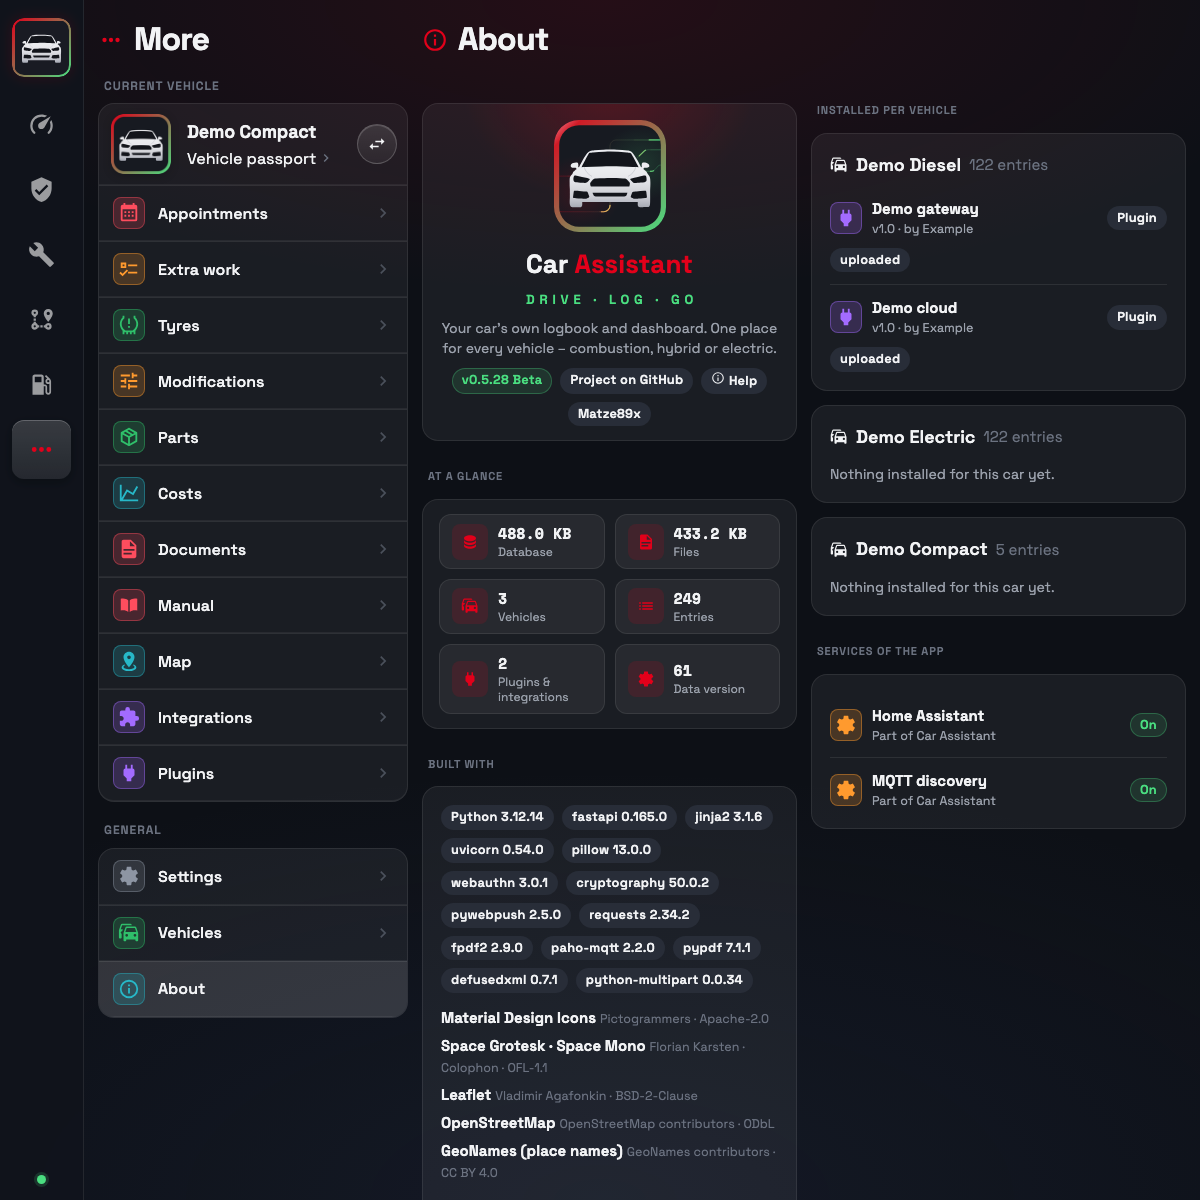 More
CURRENT VEHICLE
Demo Compact
Vehicle passport
Appointments
Extra work
Tyres
Modifications
Parts
Costs
Documents
Manual
Map
Integrations
Plugins
GENERAL
Settings
Vehicles
About
About
Car Assistant
DRIVE · LOG · GO
Your car's own logbook and dashboard. One place
for every vehicle – combustion, hybrid or electric.
v0.5.28 Beta Project on GitHub Help
Matze89x
AT A GLANCE
488.0 KB
Database
433.2 KB
Files
3
Vehicles
249
Entries
2
Plugins &
integrations
61
Data version
BUILT WITH
Python 3.12.14 fastapi 0.165.0 jinja2 3.1.6
uvicorn 0.54.0 pillow 13.0.0
webauthn 3.0.1 cryptography 50.0.2
pywebpush 2.5.0 requests 2.34.2
fpdf2 2.9.0 paho-mqtt 2.2.0 pypdf 7.1.1
defusedxml 0.7.1 python-multipart 0.0.34
Material Design Icons Pictogrammers · Apache-2.0
Space Grotesk · Space Mono Florian Karsten ·
Colophon · OFL-1.1
Leaflet Vladimir Agafonkin · BSD-2-Clause
OpenStreetMap OpenStreetMap contributors · ODbL
GeoNames (place names) GeoNames contributors ·
CC BY 4.0
INSTALLED PER VEHICLE
Demo Diesel 122 entries
Demo gateway
v1.0 · by Example
Plugin
uploaded
Demo cloud
v1.0 · by Example
Plugin
uploaded
Demo Electric 122 entries
Nothing installed for this car yet.
Demo Compact 5 entries
Nothing installed for this car yet.
SERVICES OF THE APP
Home Assistant
Part of Car Assistant
On
MQTT discovery
Part of Car Assistant
On